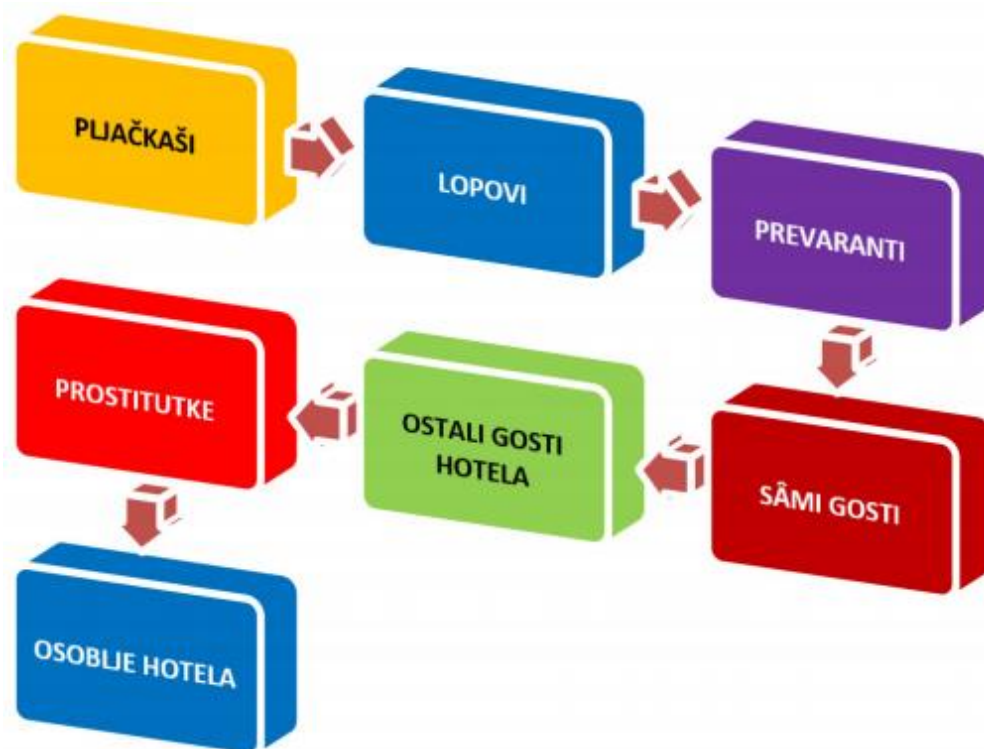 PLJAČKAŠI
LOPOVI
PREVARANTI
SÂMI GOSTI
OSTALI GOSTI
HOTELA
PROSTITUTKE
OSOBLJE HOTELA